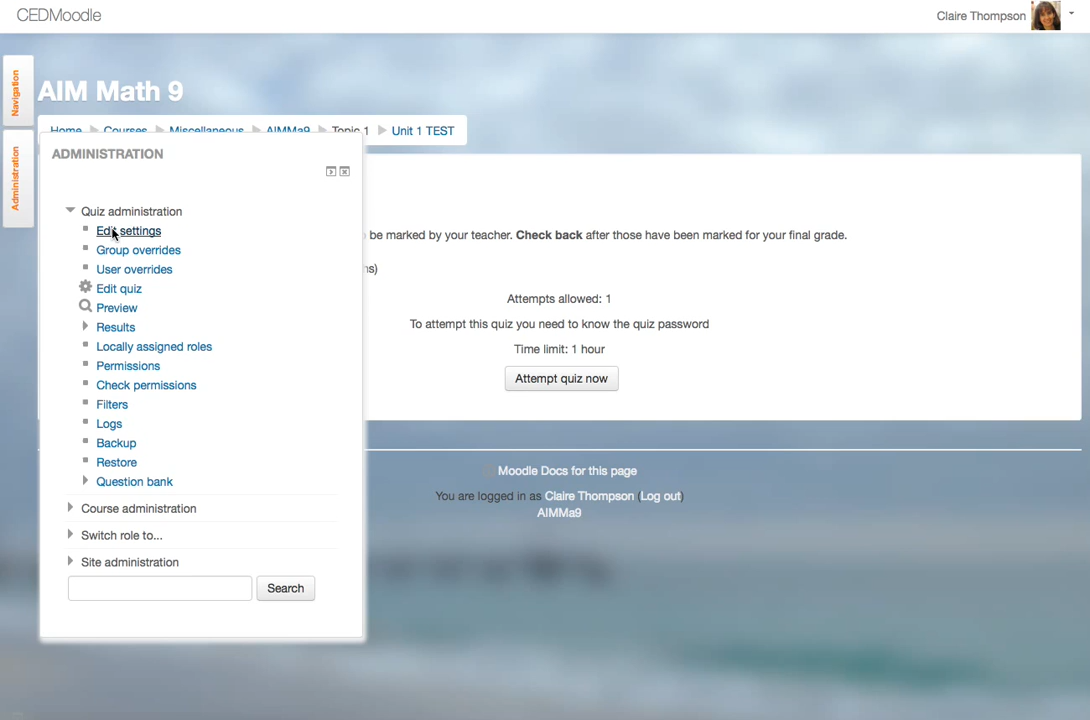 CEDMoodle
Claire Thompson
Navigation
Administration
AIM Math 9
Home Courses Miscellaneous AIMMa9 Topic 1 Unit 1 TEST
ADMINISTRATION
Quiz administration
Edit settings
Group overrides
User overrides
Edit quiz
Preview
Results
Locally assigned roles
Permissions
Check permissions
Filters
Logs
Backup
Restore
Question bank
Course administration
Switch role to...
Site administration
Search
be marked by your teacher. Check back after those have been marked for your final grade.
Attempts allowed: 1
To attempt this quiz you need to know the quiz password
Time limit: 1 hour
Attempt quiz now
Moodle Docs for this page
You are logged in as Claire Thompson (Log out)
AIMMa9